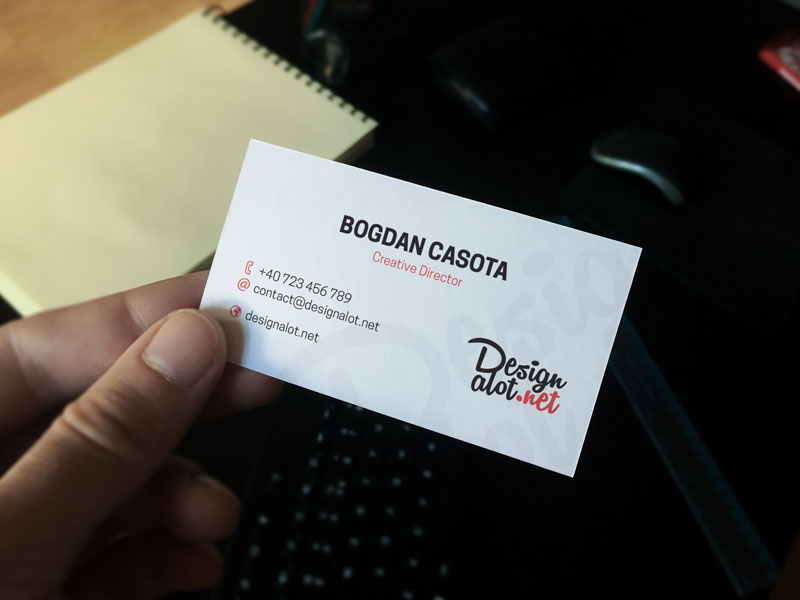 BOGDAN CASOTA
Creative Director
+40 723 456 789
contact@designalot.net
designalot.net
Design
alot.net